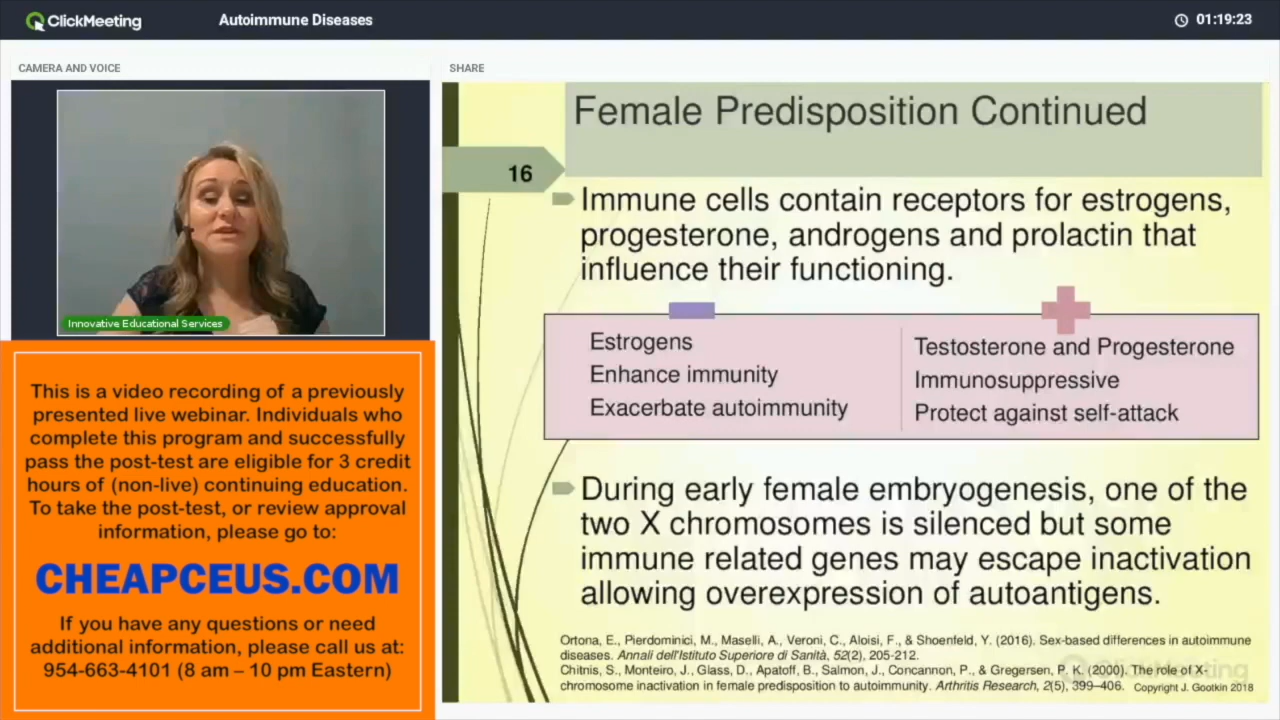 ClickMeeting
Autoimmune Diseases
01:19:23
CAMERA AND VOICE
SHARE
Innovative Educational Services
This is a video recording of a previously
presented live webinar. Individuals who
complete this program and successfully
pass the post-test are eligible for 3 credit
hours of (non-live) continuing education.
To take the post-test, or review approval
information, please go to:
CHEAPCEUS.COM
If you have any questions or need
additional information, please call us at:
954-663-4101 (8 am – 10 pm Eastern)
Female Predisposition Continued
16
Immune cells contain receptors for estrogens,
progesterone, androgens and prolactin that
influence their functioning.
Estrogens
Enhance immunity
Exacerbate autoimmunity
Testosterone and Progesterone
Immunosuppressive
Protect against self-attack
During early female embryogenesis, one of the
two X chromosomes is silenced but some
immune related genes may escape inactivation
allowing overexpression of autoantigens.
Ortona, E., Pierdominici, M., Maselli, A., Veroni, C., Aloisi, F., & Shoenfeld, Y. (2016). Sex-based differences in autoimmune
diseases. Annali dell'Istituto Superiore di Sanità, 52(2), 205-212.
Chitnis, S., Monteiro, J., Glass, D., Apatoff, B., Salmon, J., Concannon, P., & Gregersen, P. K. (2000). The role of X-
chromosome inactivation in female predisposition to autoimmunity. Arthritis Research, 2(5), 399–406. Copyright J. Gootkin 2018
ClickMeeting